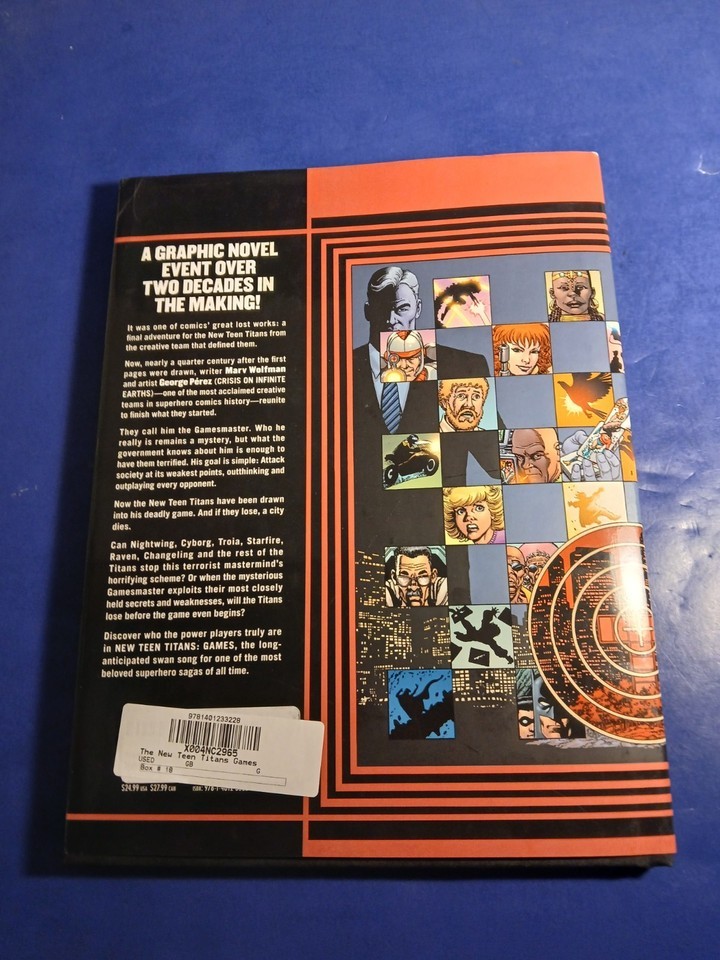 A GRAPHIC NOVEL
EVENT OVER
TWO DECADES IN
THE MAKING!
It was one of comics' great lost works: a
final adventure for the New Teen Titans from
the creative team that defined them.
Now, nearly a quarter century after the first
pages were drawn, writer Marv Wolfman
and artist George Pérez (CRISIS ON INFINITE
EARTHS)—one of the most acclaimed creative
teams in superhero comics history—reunite
to finish what they started.
They call him the Gamesmaster. Who he
really is remains a mystery, but what the
government knows about him is enough to
have them terrified. His goal is simple: Attack
society at its weakest points, outthinking and
outplaying every opponent.
Now the New Teen Titans have been drawn
into his deadly game. And if they lose, a city
dies.
Can Nightwing, Cyborg, Troia, Starfire,
Raven, Changeling and the rest of the
Titans stop this terrorist mastermind's
horrifying scheme? Or when the mysterious
Gamesmaster exploits their most closely
held secrets and weaknesses, will the Titans
lose before the game even begins?
Discover who the power players truly are
in NEW TEEN TITANS: GAMES, the long-
anticipated swan song for one of the most
beloved superhero sagas of all time.
9781401233228
X004NC2965
The New Teen Titans Games
USED GB
Box # 10 G
$24.99 USA $27.99 CAN ISBN: